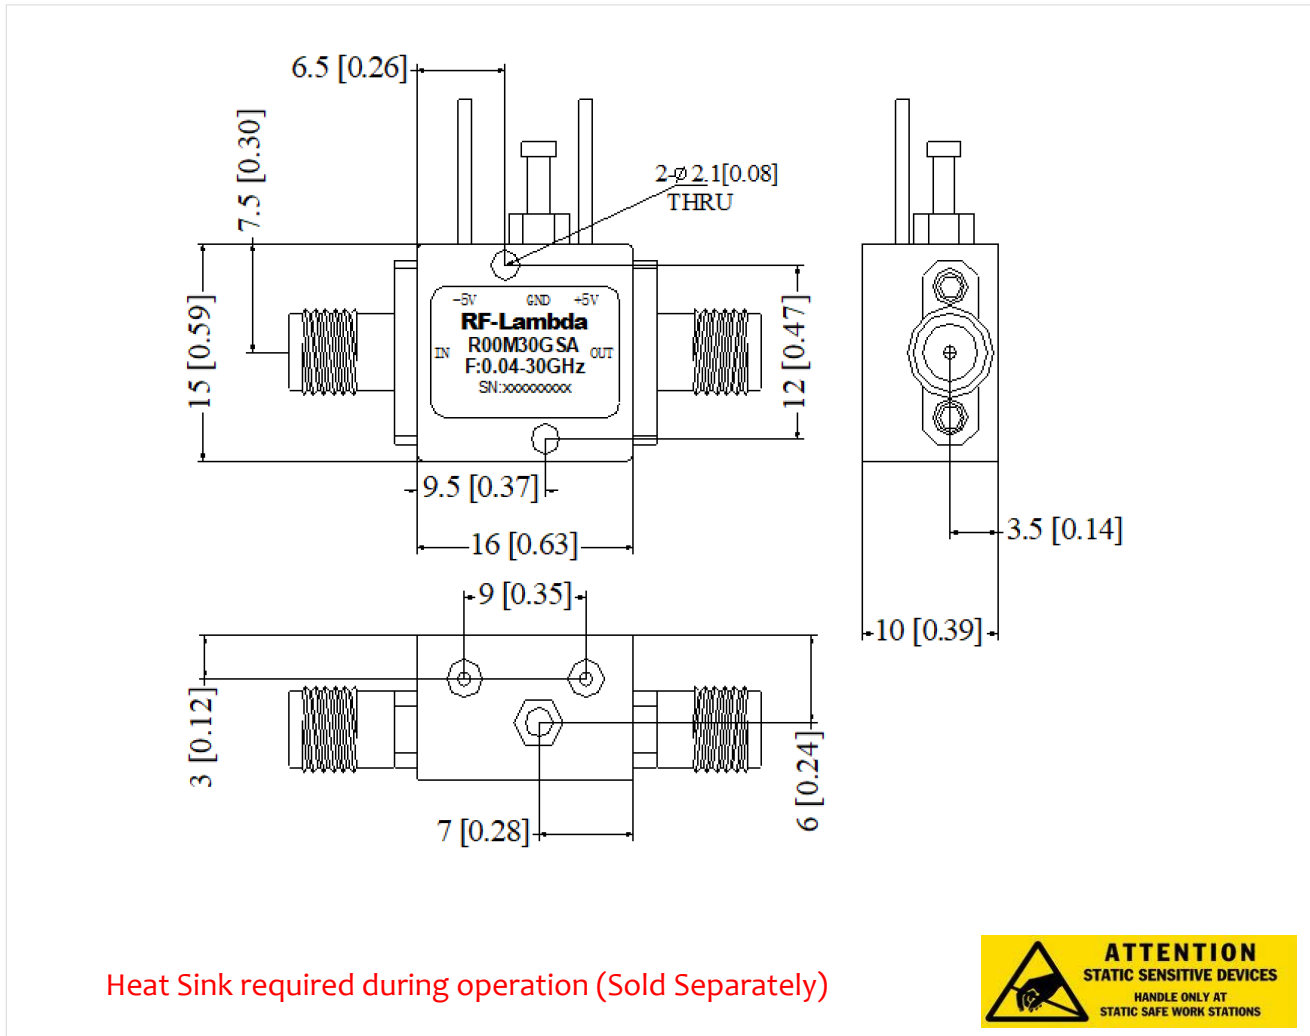 6.5 [0.26]
7.5 [0.30]
2-⌀ 2.1[0.08]
THRU
-5V GND +5V
RF-Lambda
R00M30GSA
IN OUT
F:0.04-30GHz
SN:xxxxxxxxx
15 [0.59]
12 [0.47]
9.5 [0.37]
16 [0.63]
3.5 [0.14]
10 [0.39]
9 [0.35]
3 [0.12]
6 [0.24]
7 [0.28]
Heat Sink required during operation (Sold Separately)
ATTENTION
STATIC SENSITIVE DEVICES
HANDLE ONLY AT
STATIC SAFE WORK STATIONS